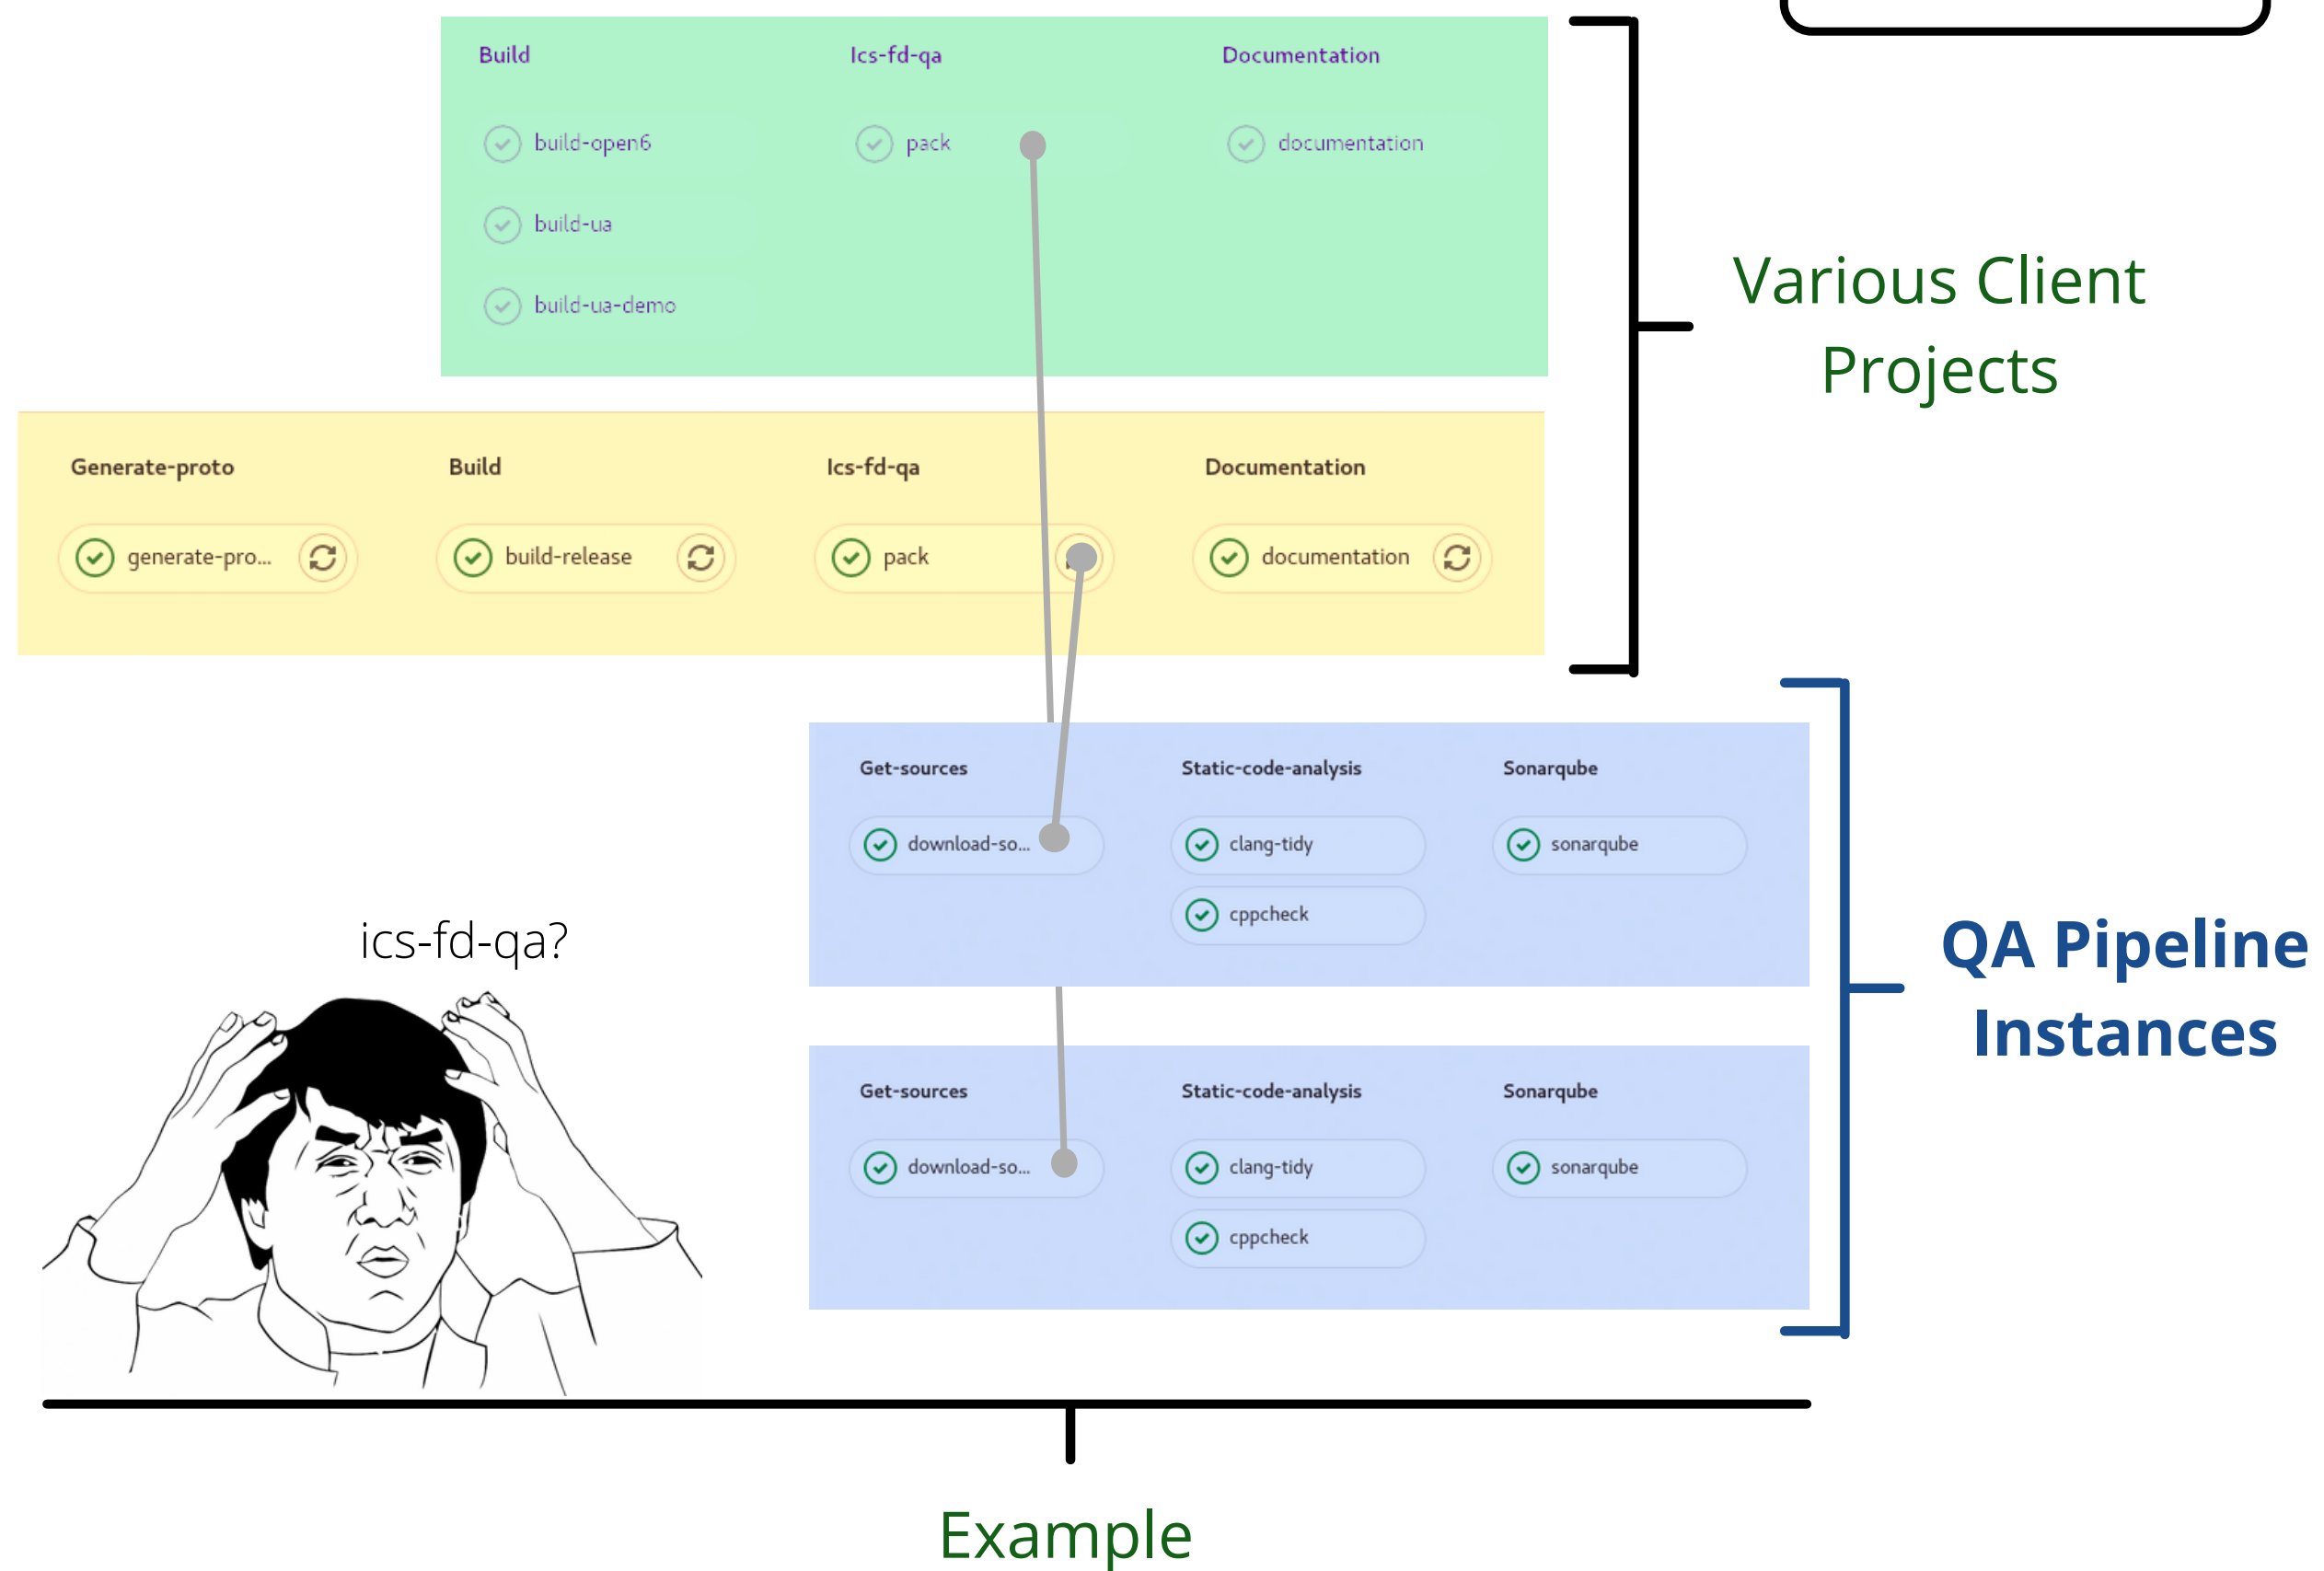 Build Ics-fd-qa Documentation
build-open6 pack documentation
build-ua
build-ua-demo
Various Client
Projects
Generate-proto Build Ics-fd-qa Documentation
generate-pro... build-release pack documentation
Get-sources Static-code-analysis Sonarqube
download-so... clang-tidy sonarqube
cppcheck
ics-fd-qa?
QA Pipeline
Instances
Get-sources Static-code-analysis Sonarqube
download-so... clang-tidy sonarqube
cppcheck
Example